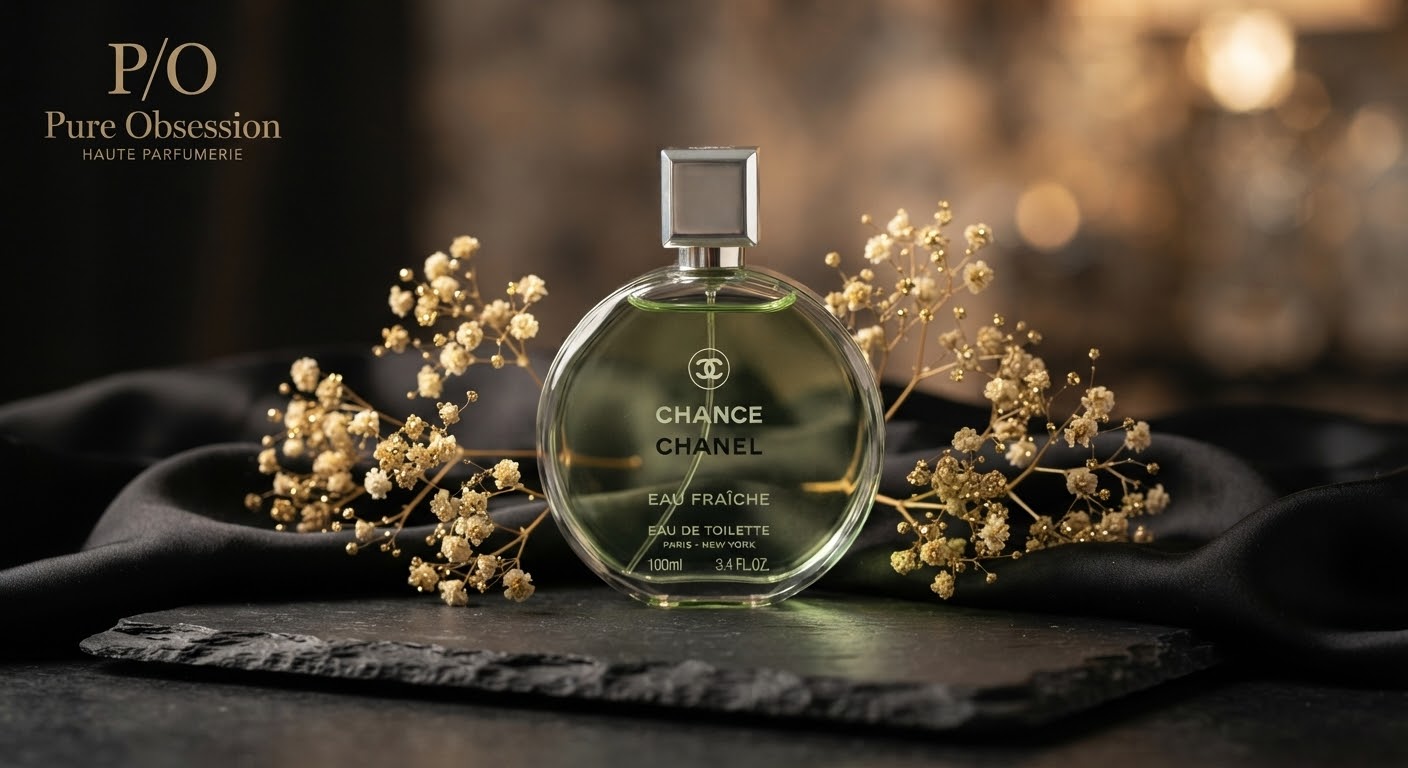 P/O
Pure Obsession
HAUTE PARFUMERIE
CHANCE
CHANEL
EAU FRAÎCHE
EAU DE TOILETTE
PARIS - NEW YORK
100ml 3.4 FL.OZ.